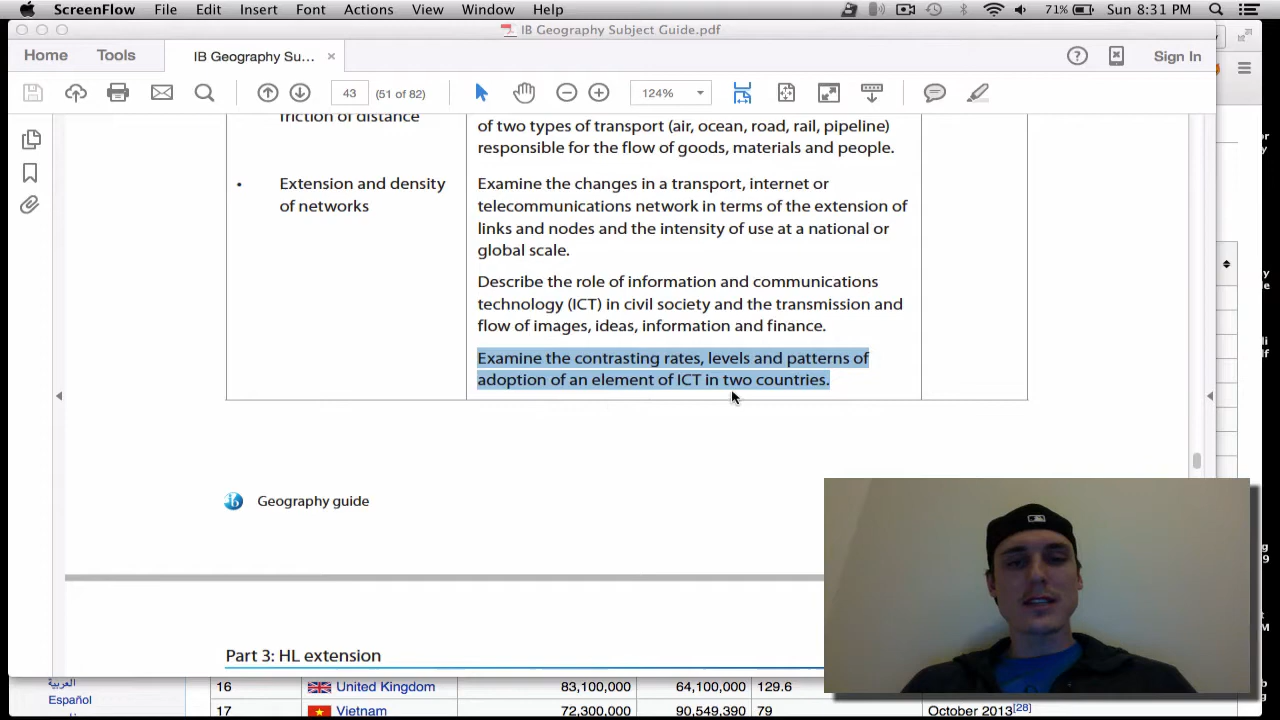 ScreenFlow File Edit Insert Font Actions View Window Help 71% Sun 8:31 PM
IB Geography Subject Guide.pdf
Home Tools IB Geography Su... × Sign In
43 (51 of 82) 124%
friction of distance
of two types of transport (air, ocean, road, rail, pipeline)
responsible for the flow of goods, materials and people.
• Extension and density
of networks
Examine the changes in a transport, internet or
telecommunications network in terms of the extension of
links and nodes and the intensity of use at a national or
global scale.
Describe the role of information and communications
technology (ICT) in civil society and the transmission and
flow of images, ideas, information and finance.
Examine the contrasting rates, levels and patterns of
adoption of an element of ICT in two countries.
Geography guide
Part 3: HL extension
العربية
Español
16 United Kingdom 83,100,000 64,100,000 129.6
17 Vietnam 72,300,000 90,549,390 79 October 2013[28]